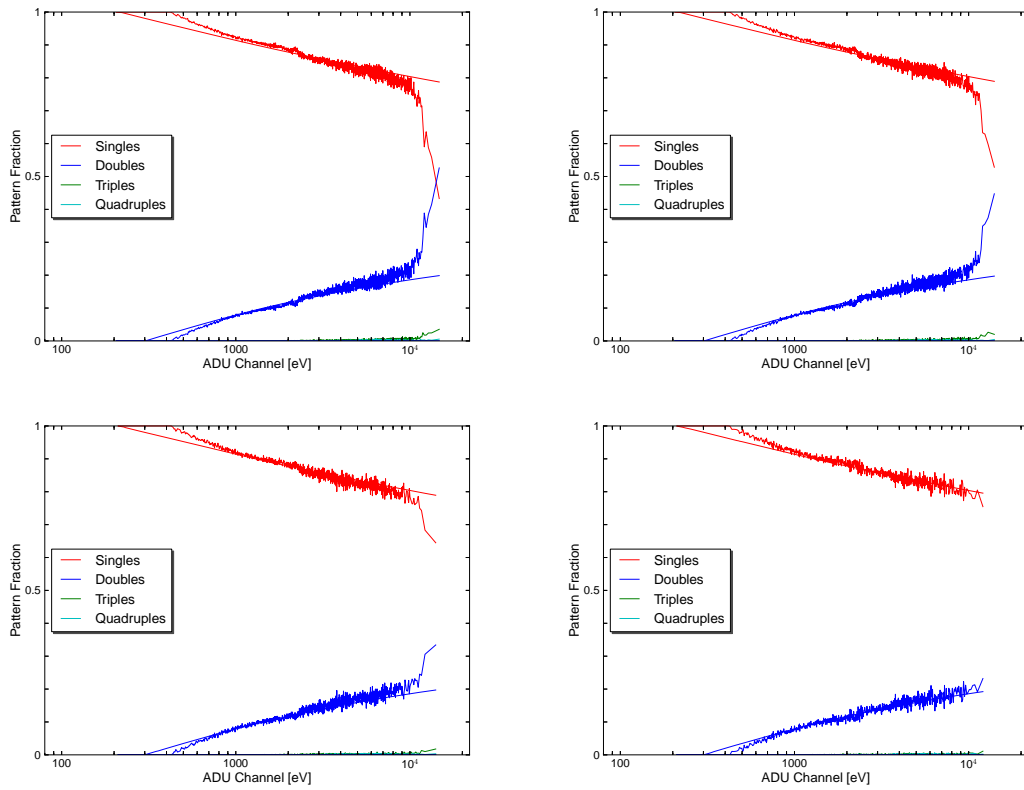 1
0.5
0
Pattern Fraction
Singles
Doubles
Triples
Quadruples
100
1000
10⁴
ADU Channel [eV]
1
0.5
0
Pattern Fraction
Singles
Doubles
Triples
Quadruples
100
1000
10⁴
ADU Channel [eV]
1
0.5
0
Pattern Fraction
Singles
Doubles
Triples
Quadruples
100
1000
10⁴
ADU Channel [eV]
1
0.5
0
Pattern Fraction
Singles
Doubles
Triples
Quadruples
100
1000
10⁴
ADU Channel [eV]